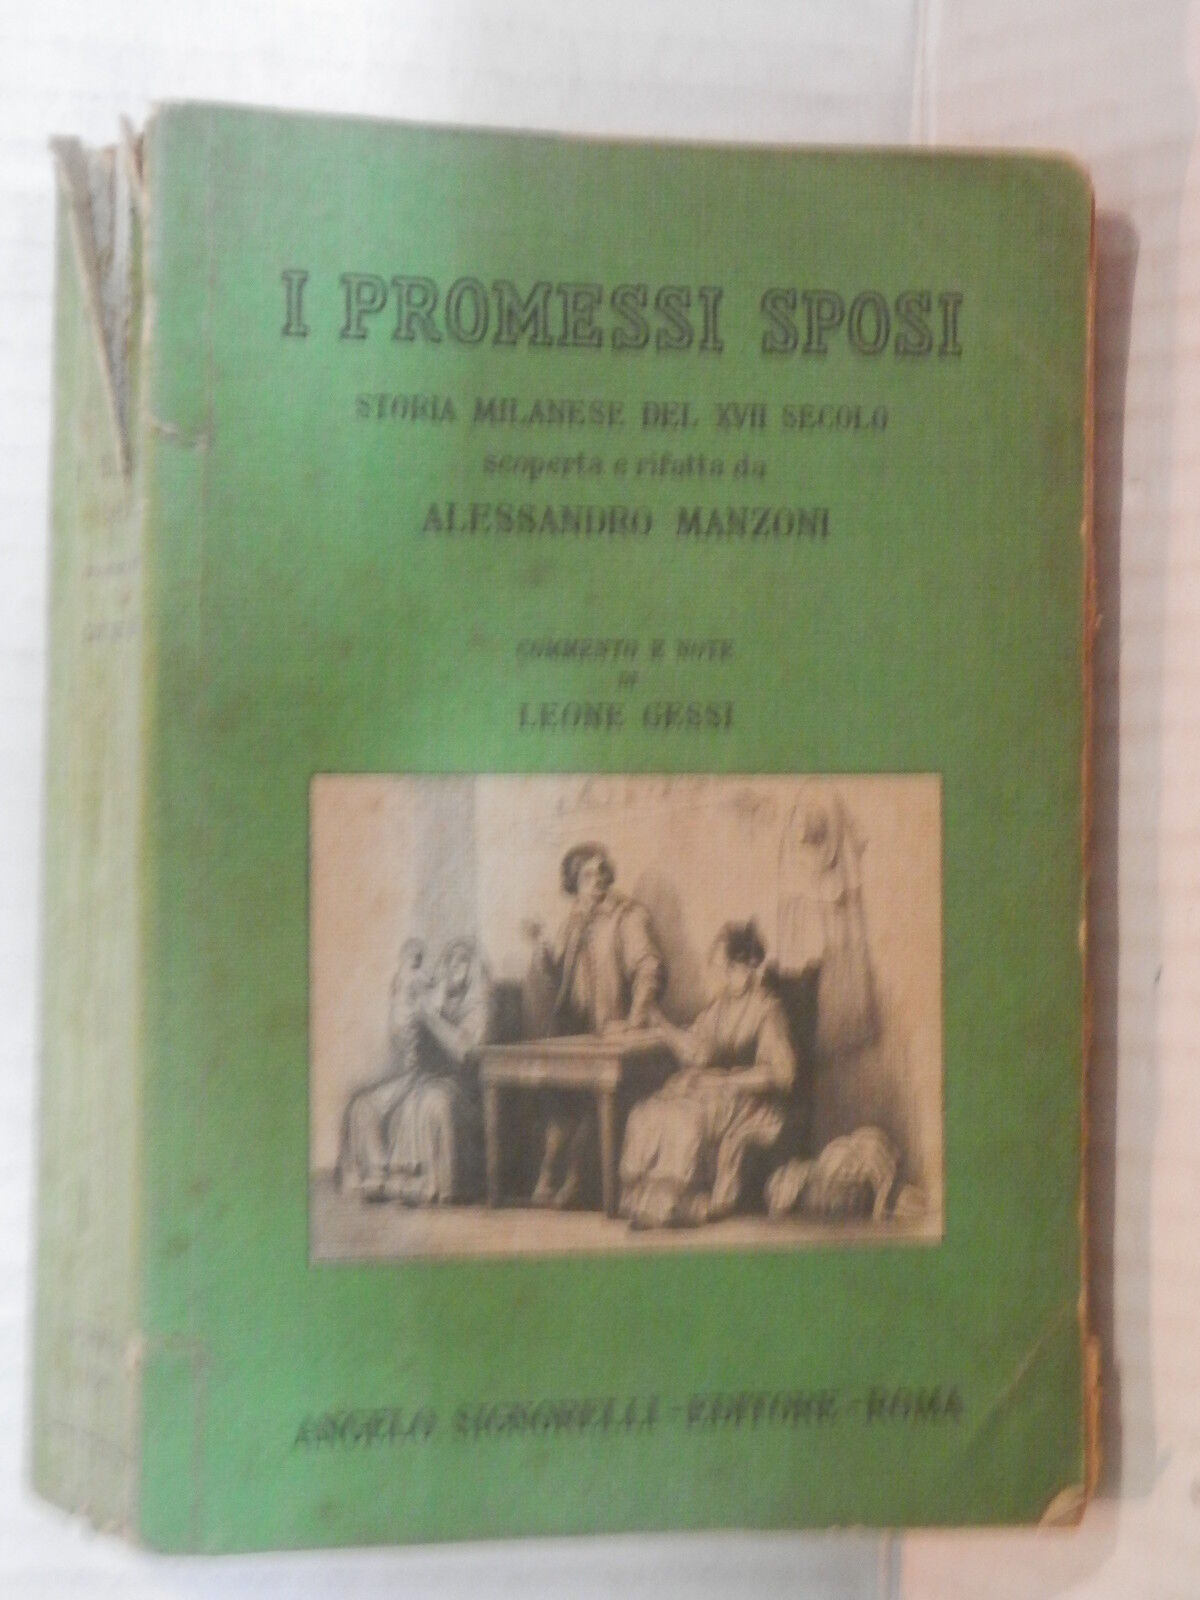 I PROMESSI SPOSI
STORIA MILANESE DEL XVII SECOLO
scoperta e rifatta da
ALESSANDRO MANZONI
COMMENTO E NOTE
DI
LEONE GESSI
ANGELO SIGNORELLI - EDITORE - ROMA